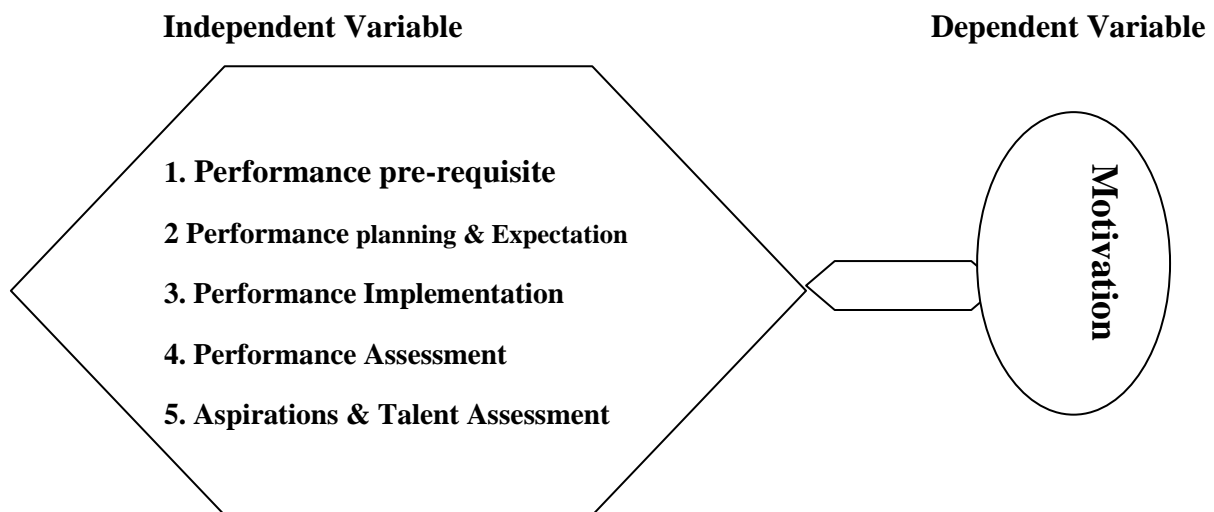 Independent Variable
Dependent Variable
1. Performance pre-requisite
2 Performance planning & Expectation
3. Performance Implementation
4. Performance Assessment
5. Aspirations & Talent Assessment
Motivation